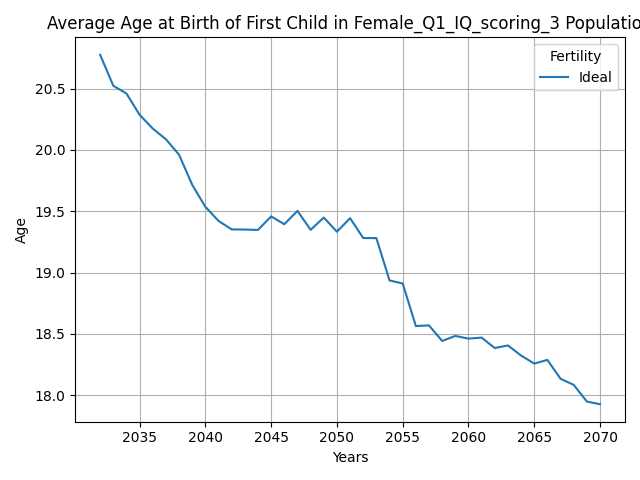 Average Age at Birth of First Child in Female_Q1_IQ_scoring_3 Populatio
Fertility
Ideal
Age
20.5
20.0
19.5
19.0
18.5
18.0
2035 2040 2045 2050 2055 2060 2065 2070
Years